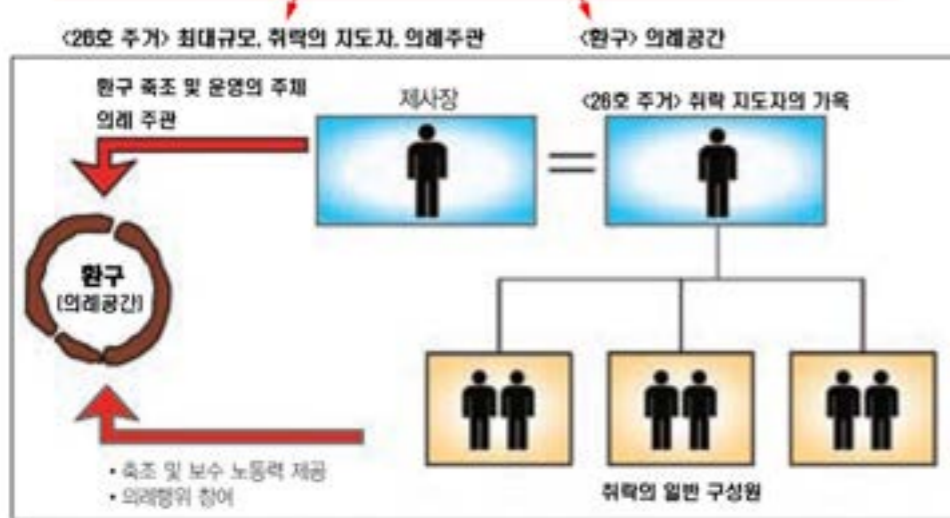 <26호 주거> 최대규모, 취락의 지도자, 의례주관
<환구> 의례공간
환구 축조 및 운영의 주체
의례 주관
제사장
<26호 주거> 취락 지도자의 가옥
환구
(의례공간)
• 축조 및 보수 노동력 제공
• 의례행위 참여
취락의 일반 구성원